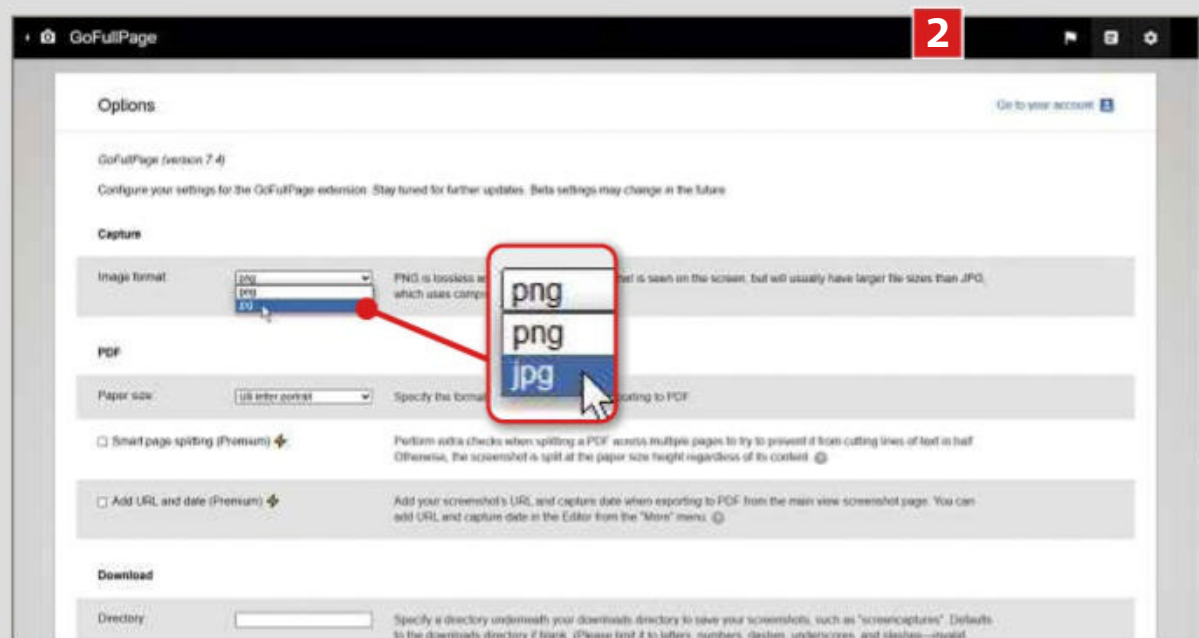 GoFullPage
2
Options
Go to your account
GoFullPage (version 7.4)
Configure your settings for the GoFullPage extension. Stay tuned for further updates. Beta settings may change in the future
Capture
Image format
png
png
jpg
PNG is lossless seen on the screen, but will usually have larger file sizes than JPG,
which uses
png
png
jpg
PDF
Paper size
US letter portrait
Specify the to PDF
Smart page splitting (Premium)
Perform extra checks when splitting a PDF across multiple pages to try to prevent it from cutting lines of text in half
Otherwise, the screenshot is split at the paper size height regardless of its content
Add URL and date (Premium)
Add your screenshot's URL and capture date when exporting to PDF from the main view screenshot page. You can
add URL and capture date in the Editor from the "More" menu.
Download
Directory
Specify a directory underneath your downloads directory to save your screenshots, such as "screencaptures". Defaults
to the downloads directory if blank. (Please limit it to letters, numbers, dashes, underscores, and slashes—invalid